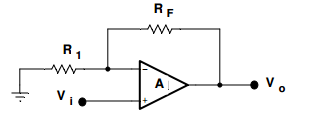 R F
R 1
− A
V i + V o